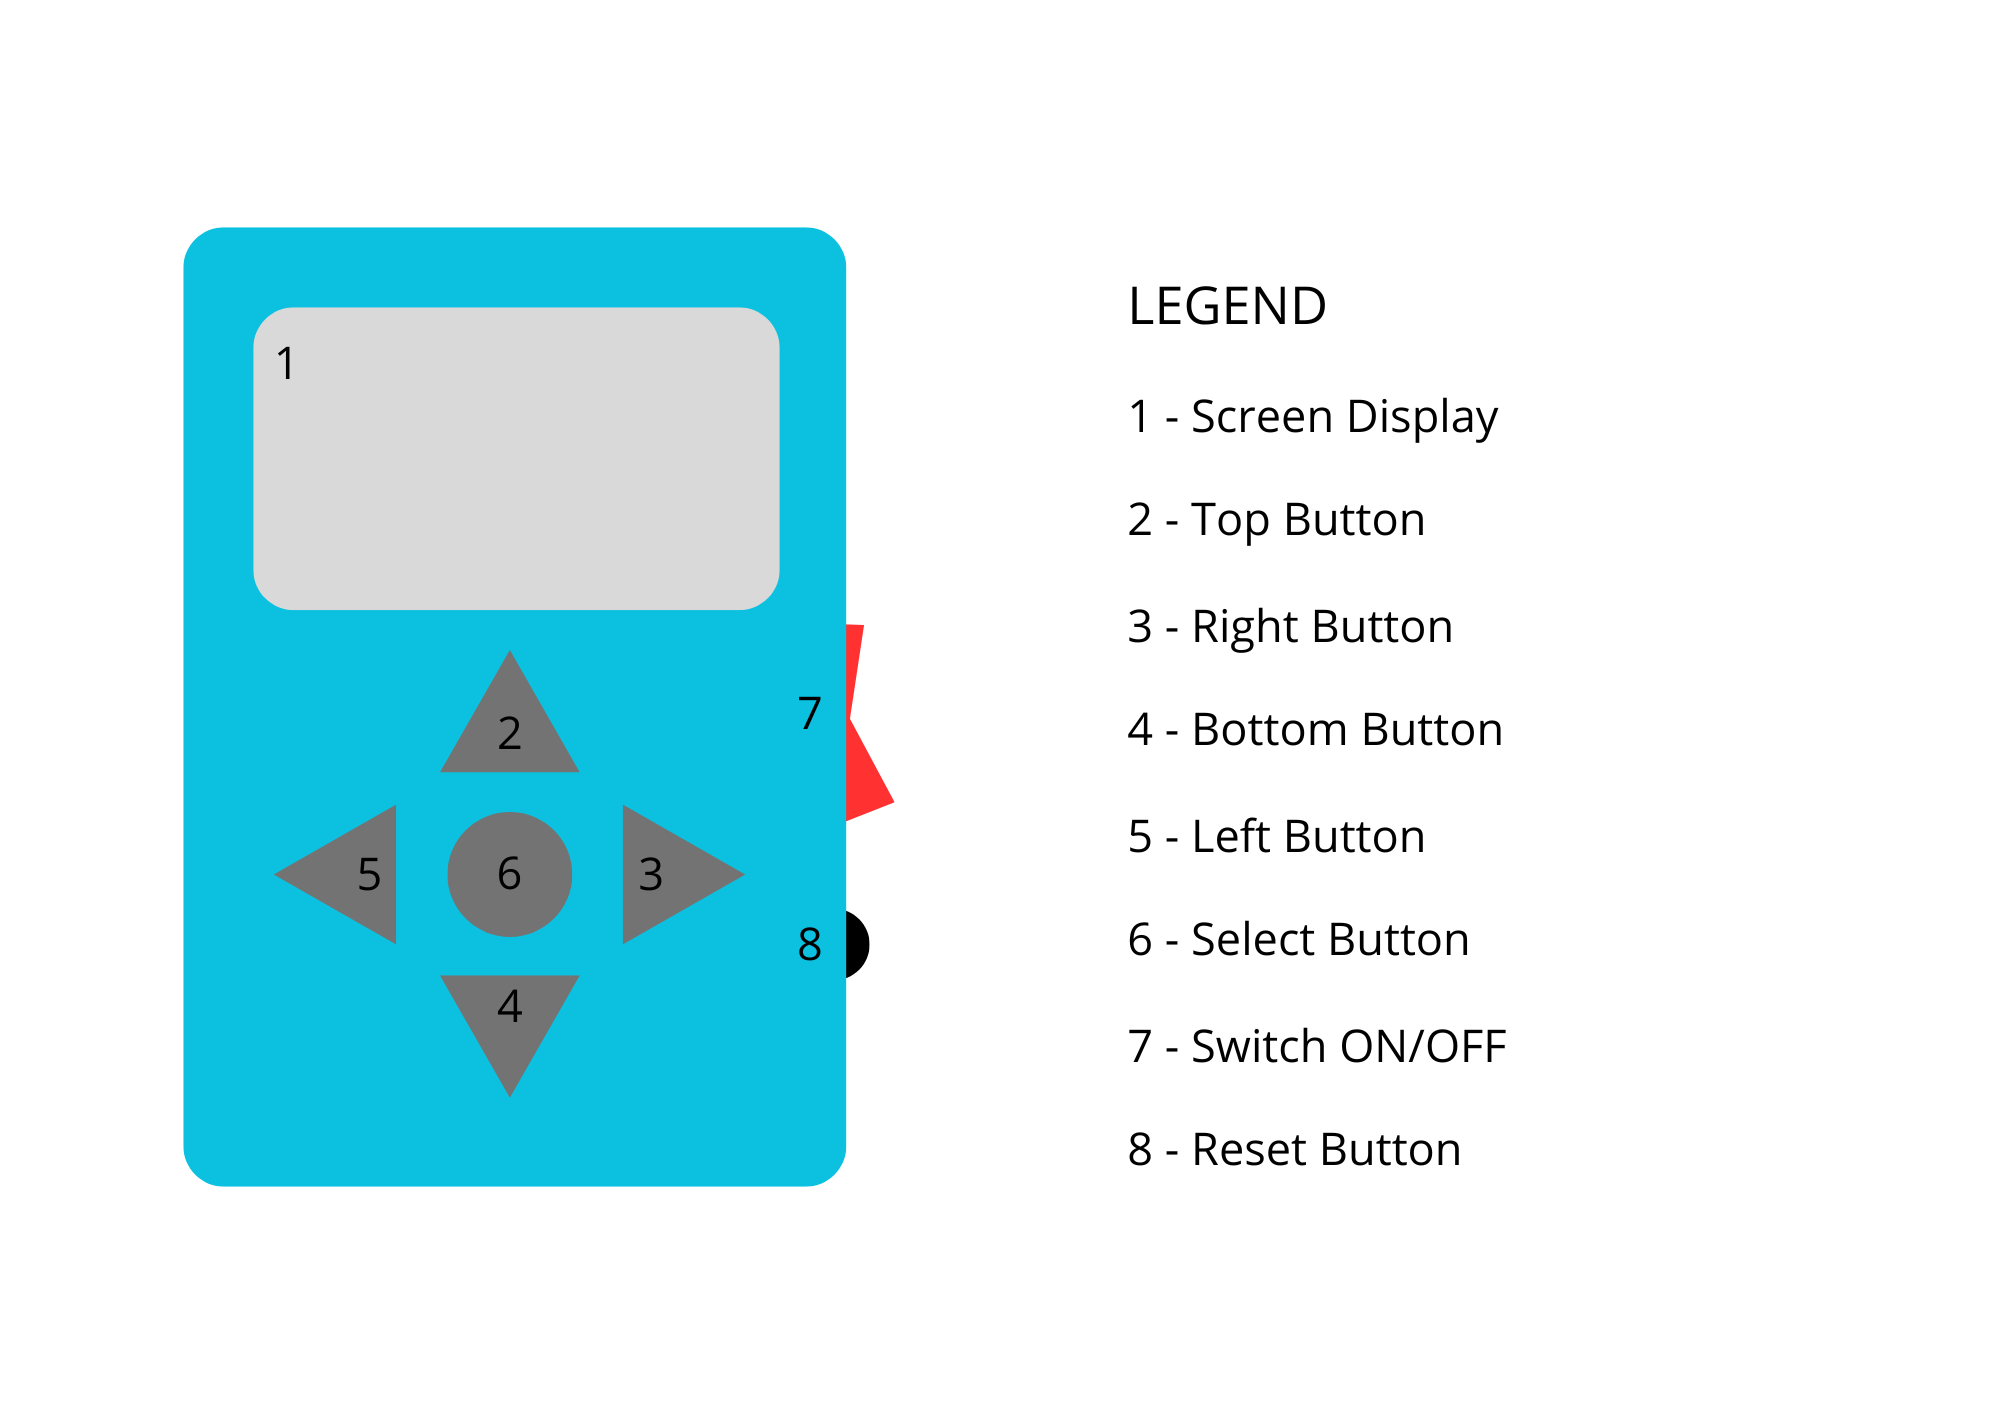 1
2
7
5
6
3
8
4
LEGEND
1 - Screen Display
2 - Top Button
3 - Right Button
4 - Bottom Button
5 - Left Button
6 - Select Button
7 - Switch ON/OFF
8 - Reset Button